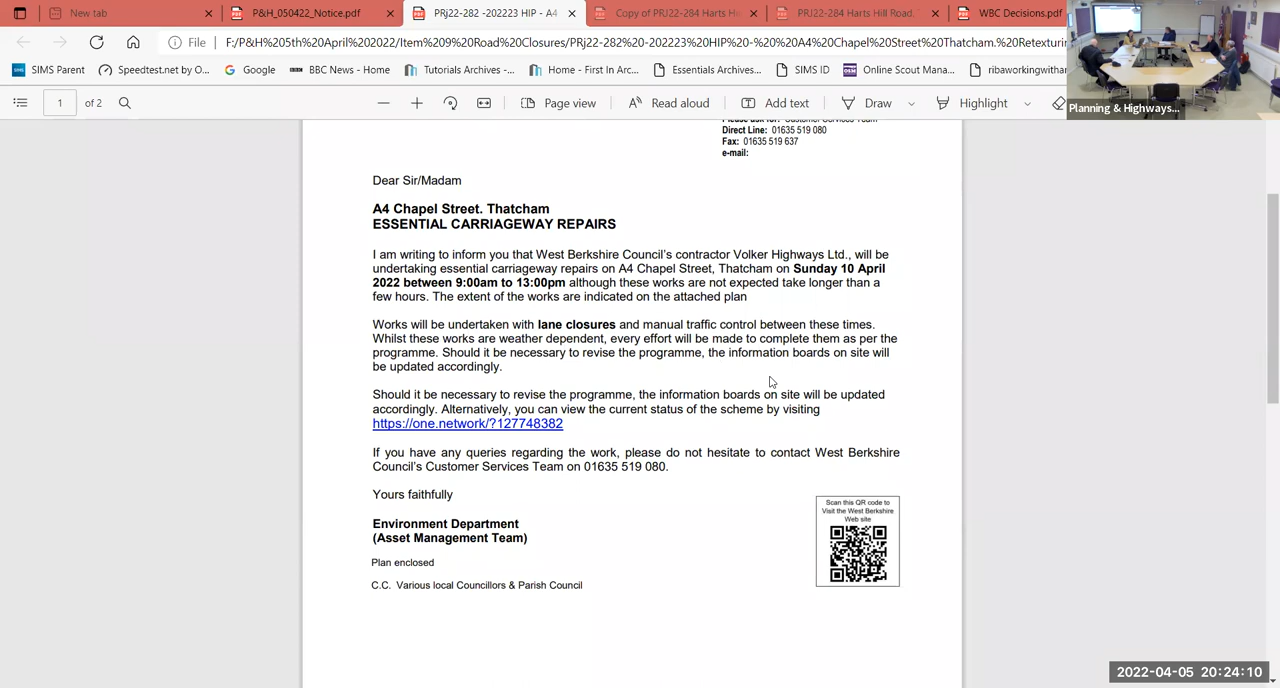 New tab
P&H_050422_Notice.pdf
PRj22-282 -202223 HIP - A4
Copy of PRJ22-284 Harts Hi
PRJ22-284 Harts Hill Road.
WBC Decisions.pdf
File
F:/P&H%205th%20April%202022/Item%209%20Road%20Closures/PRj22-282%20-202223%20HIP%20-%20%20A4%20Chapel%20Street%20Thatcham.%20Retexturin
SIMS Parent
Speedtest.net by O...
Google
BBC News - Home
Tutorials Archives -...
Home - First In Arc...
Essentials Archives...
SIMS ID
Online Scout Mana...
ribaworkingwithar
1 of 2
Page view
Read aloud
Add text
Draw
Highlight
Planning & Highways...
Please ask for: Customer Services Team
Direct Line: 01635 519 080
Fax: 01635 519 637
e-mail:
Dear Sir/Madam
A4 Chapel Street. Thatcham
ESSENTIAL CARRIAGEWAY REPAIRS
I am writing to inform you that West Berkshire Council's contractor Volker Highways Ltd., will be
undertaking essential carriageway repairs on A4 Chapel Street, Thatcham on Sunday 10 April
2022 between 9:00am to 13:00pm although these works are not expected take longer than a
few hours. The extent of the works are indicated on the attached plan
Works will be undertaken with lane closures and manual traffic control between these times.
Whilst these works are weather dependent, every effort will be made to complete them as per the
programme. Should it be necessary to revise the programme, the information boards on site will
be updated accordingly.
Should it be necessary to revise the programme, the information boards on site will be updated
accordingly. Alternatively, you can view the current status of the scheme by visiting
https://one.network/?127748382
If you have any queries regarding the work, please do not hesitate to contact West Berkshire
Council's Customer Services Team on 01635 519 080.
Yours faithfully
Environment Department
(Asset Management Team)
Plan enclosed
C.C. Various local Councillors & Parish Council
Scan this QR code to
Visit the West Berkshire
Web site
2022-04-05 20:24:10